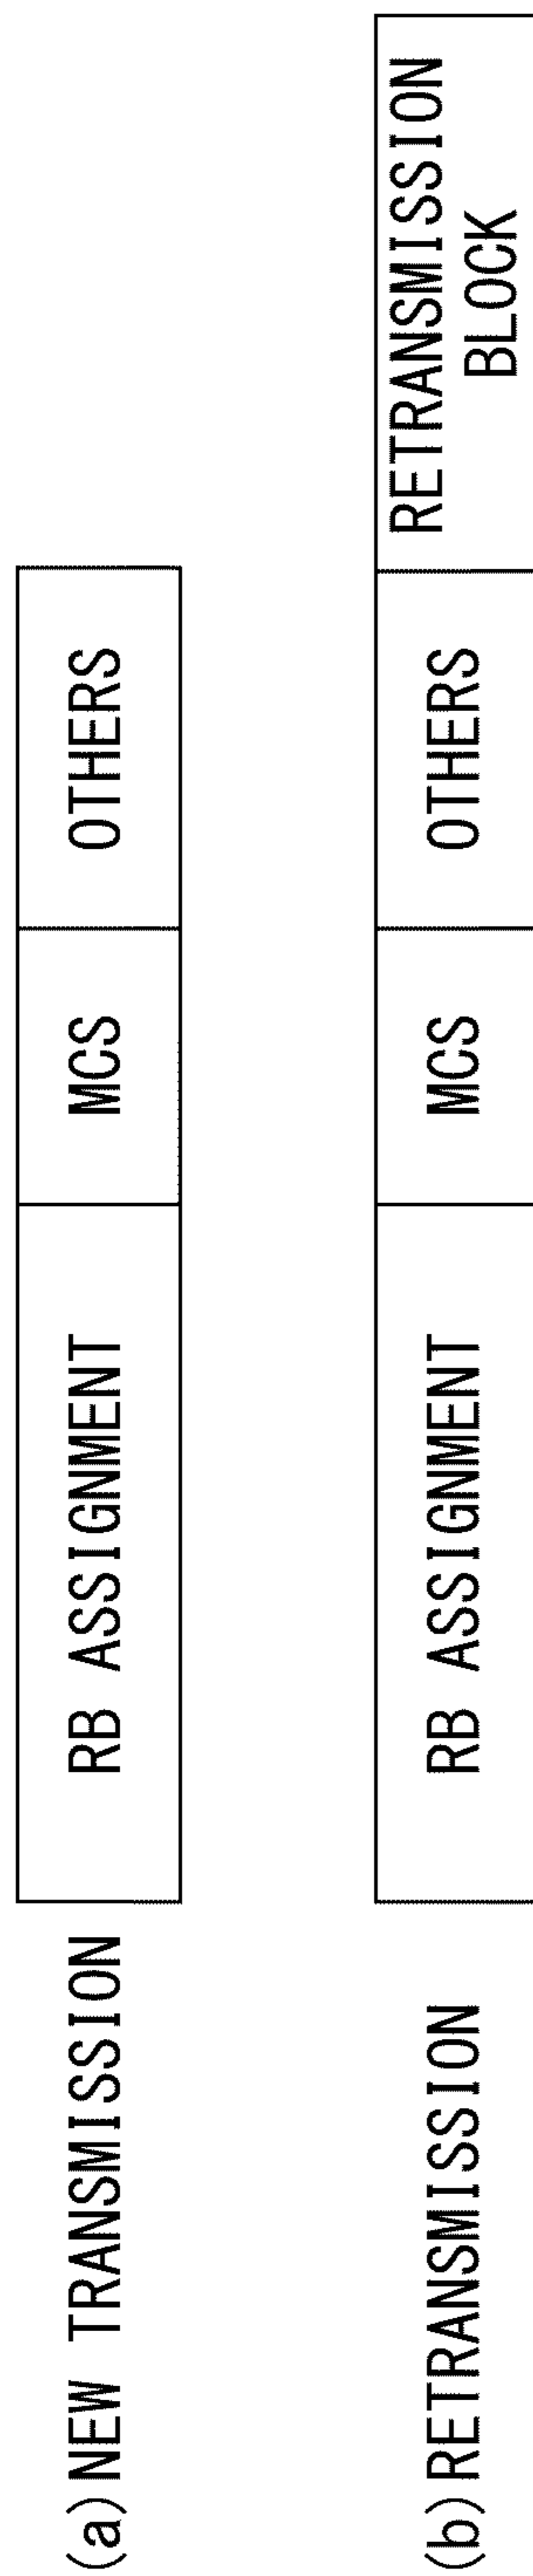 (a) NEW TRANSMISSION
RB ASSIGNMENT
MCS
OTHERS
(b) RETRANSMISSION
RB ASSIGNMENT
MCS
OTHERS
RETRANSMISSION
BLOCK